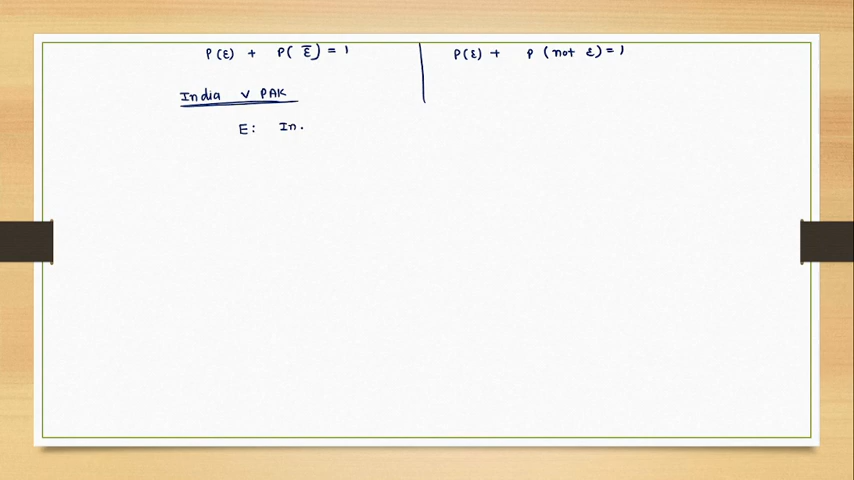 P(E) + P(E̅) = 1
P(E) + P (not E) = 1
India v PAK
E: In.